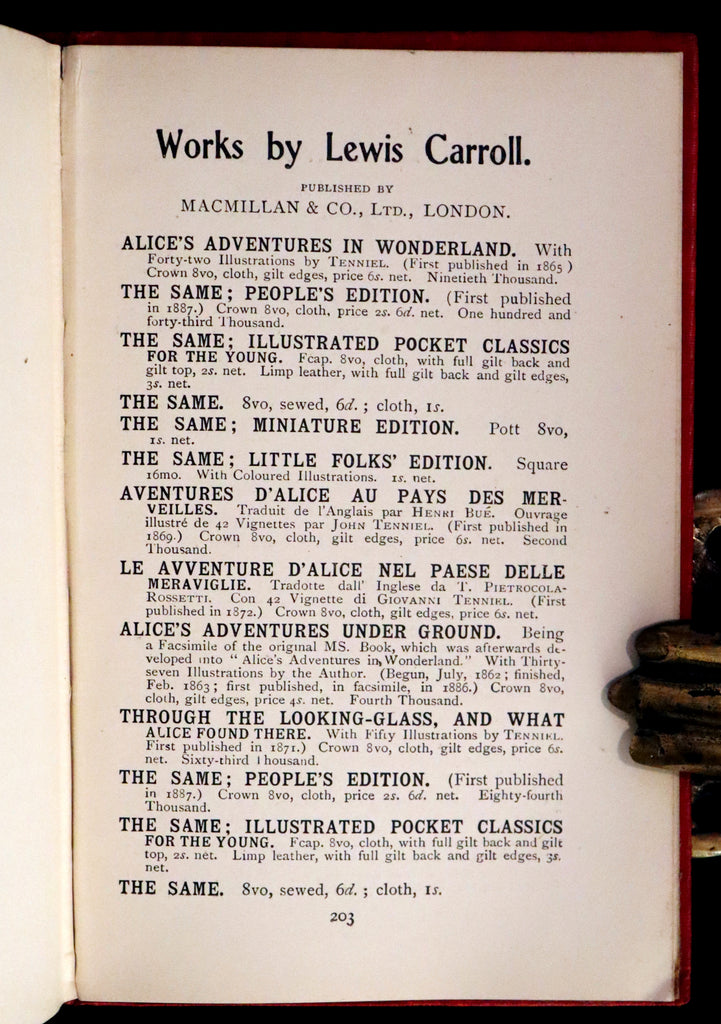 Works by Lewis Carroll.
PUBLISHED BY
MACMILLAN & CO., LTD., LONDON.
ALICE'S ADVENTURES IN WONDERLAND. With
Forty-two Illustrations by TENNIEL. (First published in 1865 )
Crown 8vo, cloth, gilt edges, price 6s. net. Ninetieth Thousand.
THE SAME; PEOPLE'S EDITION. (First published
in 1887.) Crown 8vo, cloth, price 2s. 6d. net. One hundred and
forty-third Thousand.
THE SAME; ILLUSTRATED POCKET CLASSICS
FOR THE YOUNG. Fcap. 8vo, cloth, with full gilt back and
gilt top, 2s. net. Limp leather, with full gilt back and gilt edges,
3s. net.
THE SAME. 8vo, sewed, 6d. ; cloth, 1s.
THE SAME; MINIATURE EDITION. Pott 8vo,
1s. net.
THE SAME; LITTLE FOLKS' EDITION. Square
16mo. With Coloured Illustrations. 1s. net.
AVENTURES D'ALICE AU PAYS DES MER-
VEILLES. Traduit de l'Anglais par HENRI BUÉ. Ouvrage
illustré de 42 Vignettes par JOHN TENNIEL. (First published in
1869.) Crown 8vo, cloth, gilt edges, price 6s. net. Second
Thousand.
LE AVVENTURE D'ALICE NEL PAESE DELLE
MERAVIGLIE. Tradotte dall' Inglese da T. PIETROCOLA-
ROSSETTI. Con 42 Vignette di GIOVANNI TENNIEL. (First
published in 1872.) Crown 8vo, cloth, gilt edges, price 6s. net.
ALICE'S ADVENTURES UNDER GROUND. Being
a Facsimile of the original MS. Book, which was afterwards de-
veloped into "Alice's Adventures in Wonderland." With Thirty-
seven Illustrations by the Author. (Begun, July, 1862 ; finished,
Feb. 1863 ; first published, in facsimile, in 1886.) Crown 8vo,
cloth, gilt edges, price 4s. net. Fourth Thousand.
THROUGH THE LOOKING-GLASS, AND WHAT
ALICE FOUND THERE. With Fifty Illustrations by TENNIEL.
First published in 1871.) Crown 8vo, cloth, gilt edges, price 6s.
net. Sixty-third Thousand.
THE SAME; PEOPLE'S EDITION. (First published
in 1887.) Crown 8vo, cloth, price 2s. 6d. net. Eighty-fourth
Thousand.
THE SAME; ILLUSTRATED POCKET CLASSICS
FOR THE YOUNG. Fcap. 8vo, cloth, with full gilt back and gilt
top, 2s. net. Limp leather, with full gilt back and gilt edges, 3s.
net.
THE SAME. 8vo, sewed, 6d. ; cloth, 1s.
203